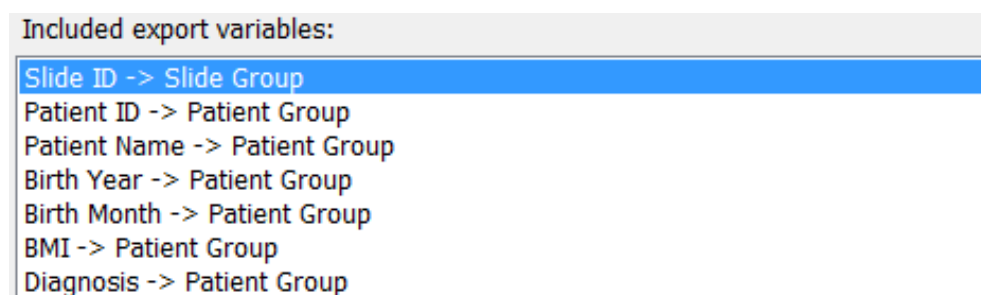 Included export variables:
Slide ID -> Slide Group
Patient ID -> Patient Group
Patient Name -> Patient Group
Birth Year -> Patient Group
Birth Month -> Patient Group
BMI -> Patient Group
Diagnosis -> Patient Group